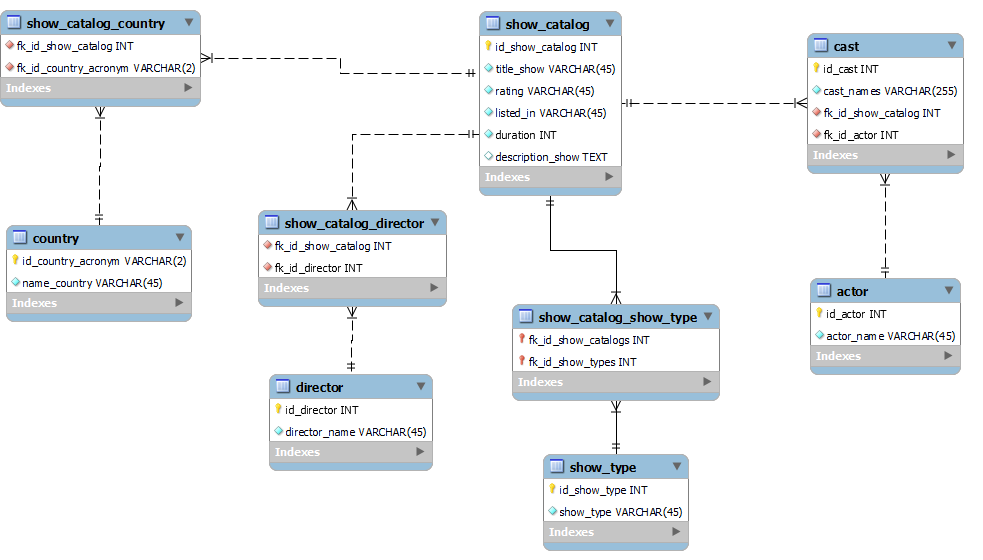 show_catalog_country
fk_id_show_catalog INT
fk_id_country_acronym VARCHAR(2)
Indexes
show_catalog
id_show_catalog INT
title_show VARCHAR(45)
rating VARCHAR(45)
listed_in VARCHAR(45)
duration INT
description_show TEXT
Indexes
cast
id_cast INT
cast_names VARCHAR(255)
fk_id_show_catalog INT
fk_id_actor INT
Indexes
country
id_country_acronym VARCHAR(2)
name_country VARCHAR(45)
Indexes
show_catalog_director
fk_id_show_catalog INT
fk_id_director INT
Indexes
show_catalog_show_type
fk_id_show_catalogs INT
fk_id_show_types INT
Indexes
actor
id_actor INT
actor_name VARCHAR(45)
Indexes
director
id_director INT
director_name VARCHAR(45)
Indexes
show_type
id_show_type INT
show_type VARCHAR(45)
Indexes